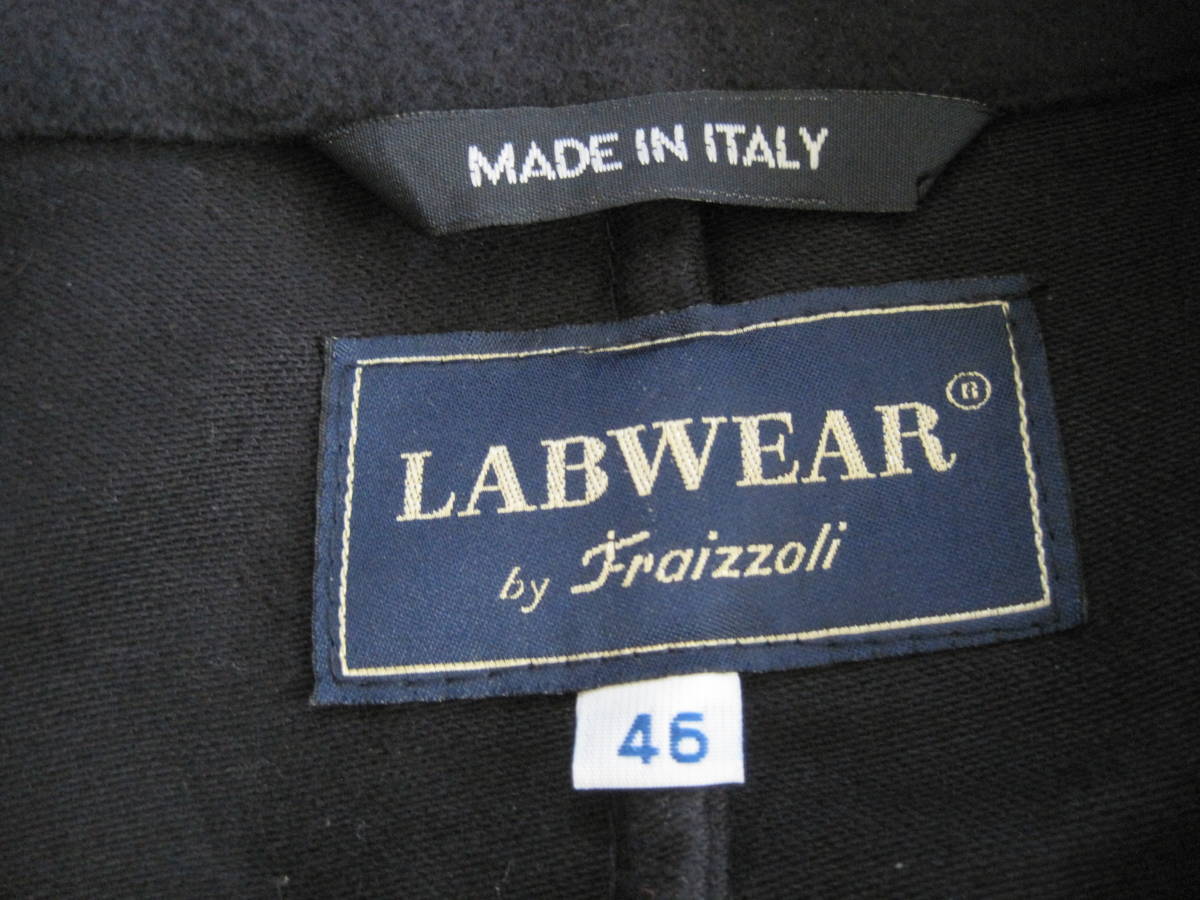 MADE IN ITALY
LABWEAR®
by Fraizzoli
46